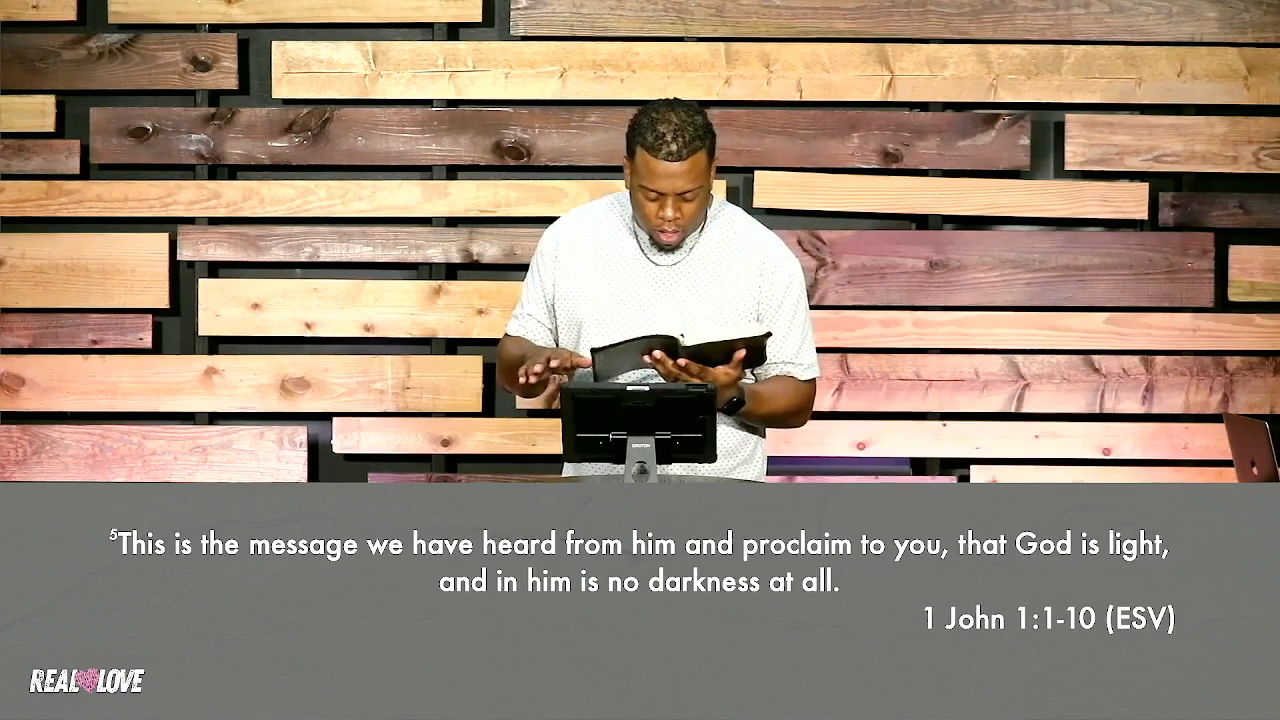 ⁵This is the message we have heard from him and proclaim to you, that God is light,
and in him is no darkness at all.
1 John 1:1-10 (ESV)
REAL LOVE